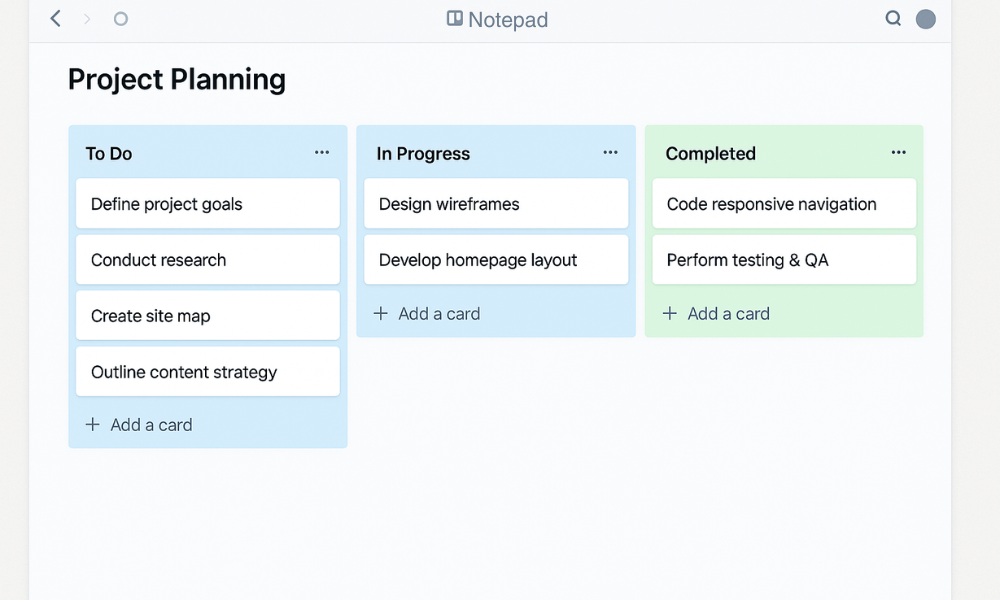 Notepad
Project Planning
To Do
Define project goals
Conduct research
Create site map
Outline content strategy
+ Add a card
In Progress
Design wireframes
Develop homepage layout
+ Add a card
Completed
Code responsive navigation
Perform testing & QA
+ Add a card